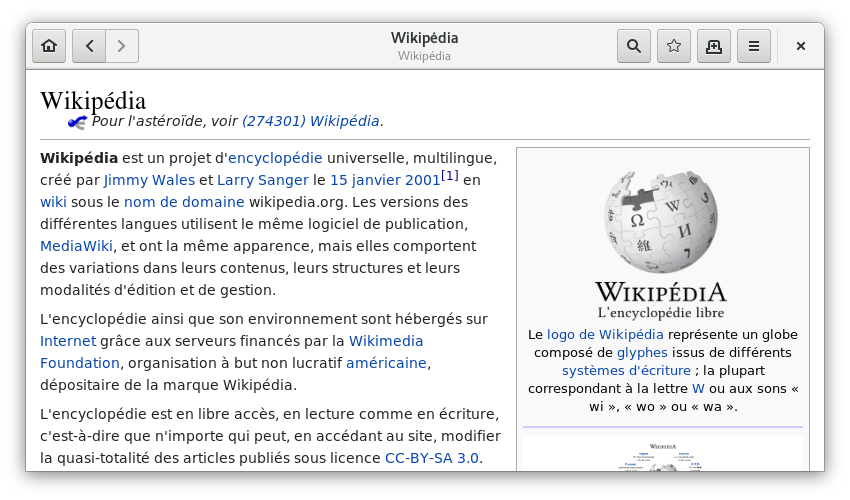 Wikipédia
Wikipédia
Wikipédia
Pour l'astéroïde, voir (274301) Wikipédia.
Wikipédia est un projet d'encyclopédie universelle, multilingue,
créé par Jimmy Wales et Larry Sanger le 15 janvier 2001[1] en
wiki sous le nom de domaine wikipedia.org. Les versions des
différentes langues utilisent le même logiciel de publication,
MediaWiki, et ont la même apparence, mais elles comportent
des variations dans leurs contenus, leurs structures et leurs
modalités d'édition et de gestion.
L'encyclopédie ainsi que son environnement sont hébergés sur
Internet grâce aux serveurs financés par la Wikimedia
Foundation, organisation à but non lucratif américaine,
dépositaire de la marque Wikipédia.
L'encyclopédie est en libre accès, en lecture comme en écriture,
c'est-à-dire que n'importe qui peut, en accédant au site, modifier
la quasi-totalité des articles publiés sous licence CC-BY-SA 3.0.
Ω
W
И
維
WIKIPÉDIA
L'encyclopédie libre
Le logo de Wikipédia représente un globe
composé de glyphes issus de différents
systèmes d'écriture ; la plupart
correspondant à la lettre W ou aux sons «
wi », « wo » ou « wa ».
WIKIPEDIA